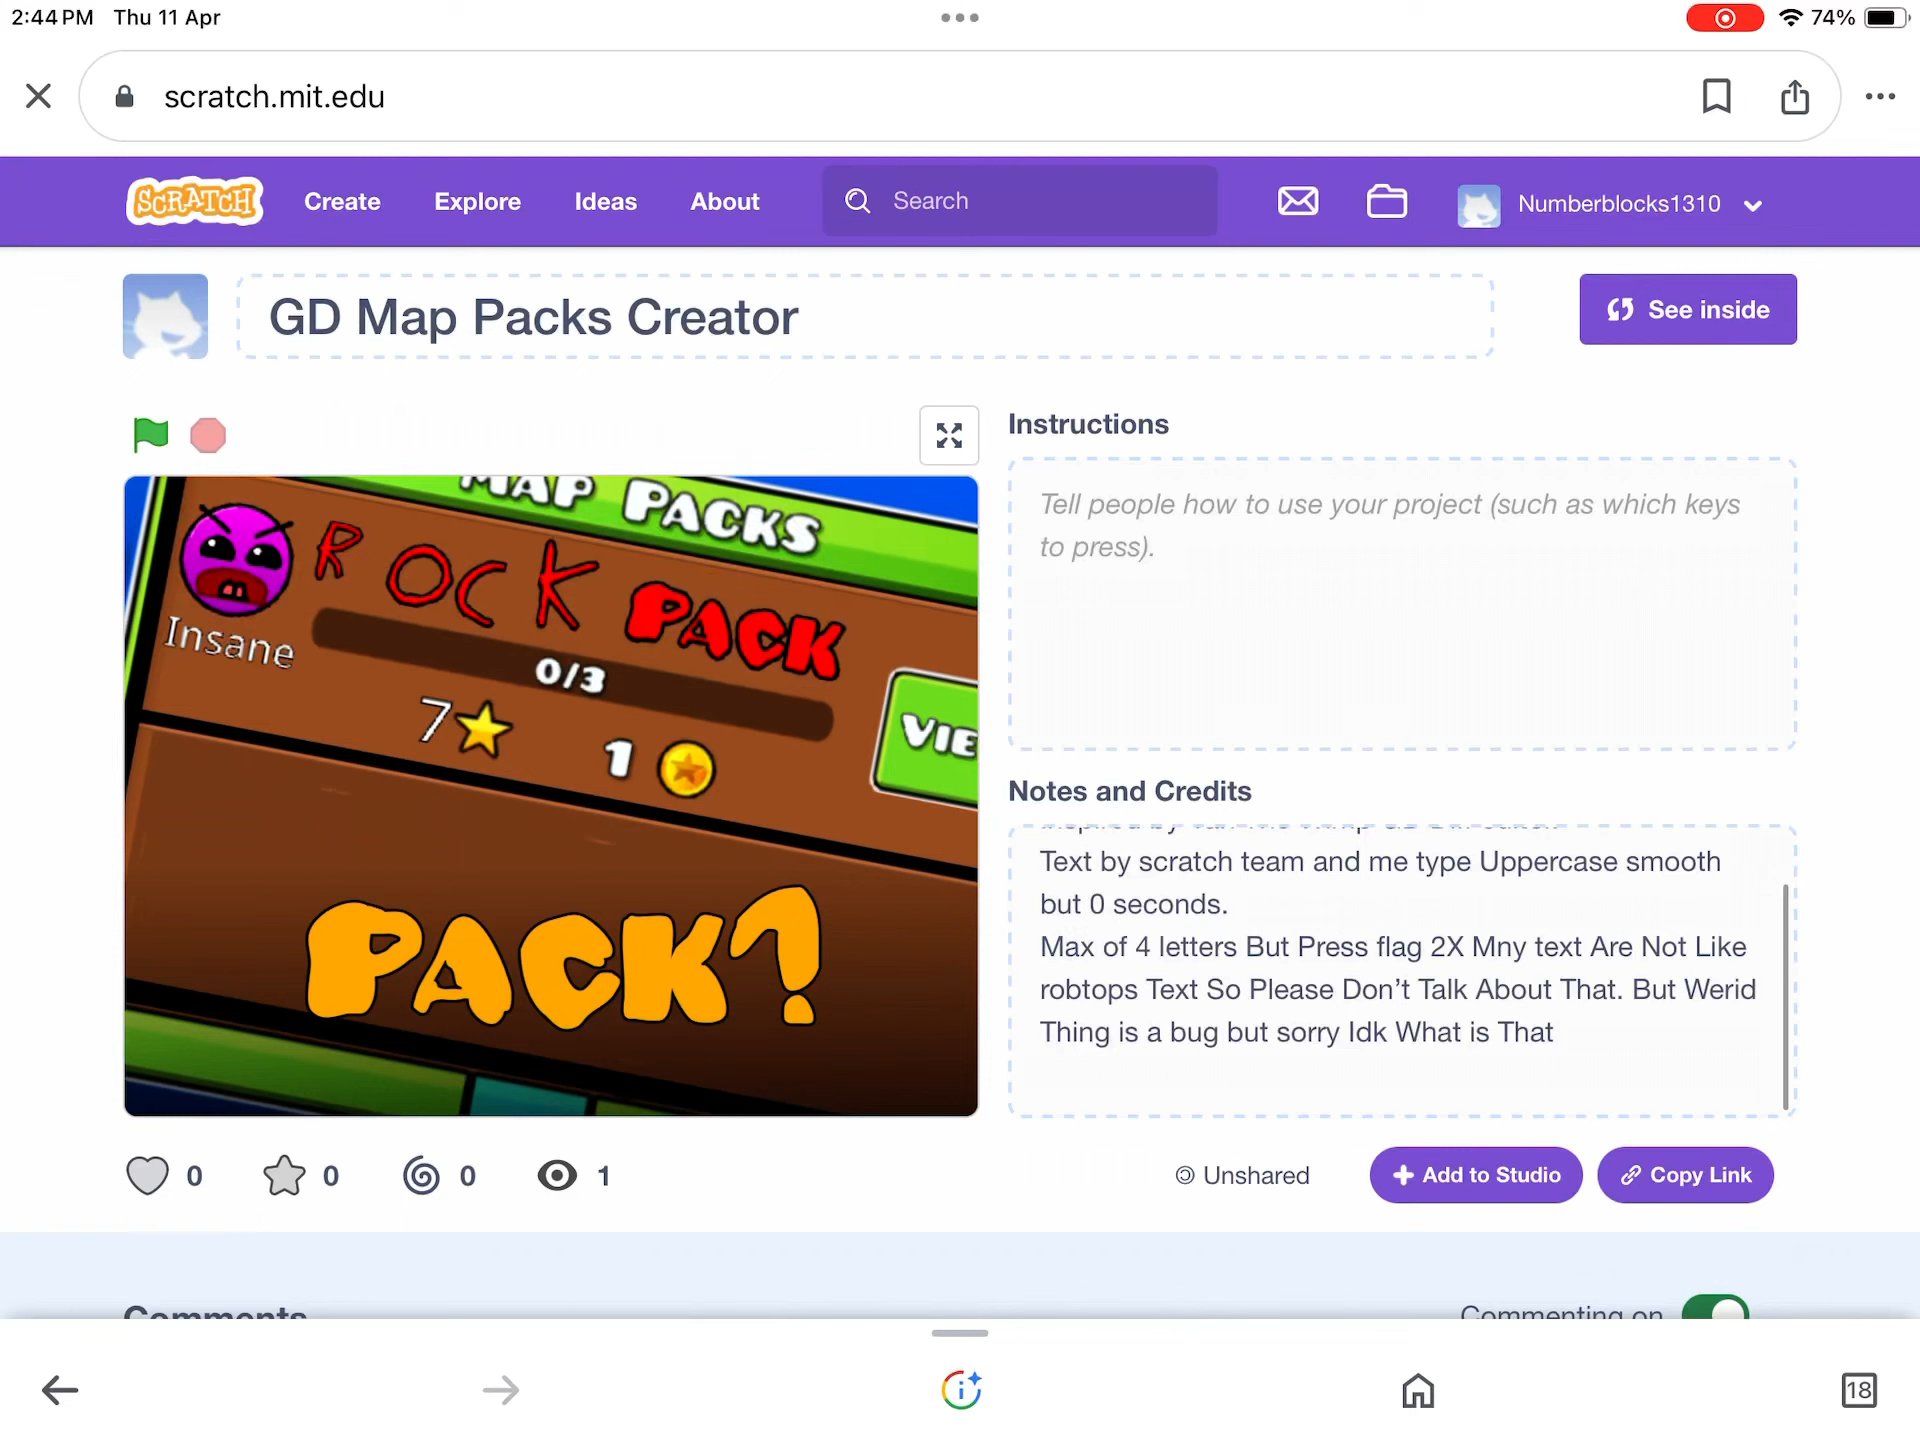 2:44 PM Thu 11 Apr
74%
scratch.mit.edu
SCRATCH
Create
Explore
Ideas
About
Search
Numberblocks1310
GD Map Packs Creator
See inside
Instructions
Tell people how to use your project (such as which keys
to press).
MAP PACKS
ROCK PACK
Insane
0/3
7
1
VIE
PACK?
Notes and Credits
Text by scratch team and me type Uppercase smooth
but 0 seconds.
Max of 4 letters But Press flag 2X Mny text Are Not Like
robtops Text So Please Don’t Talk About That. But Werid
Thing is a bug but sorry Idk What is That
0
0
0
1
Unshared
Add to Studio
Copy Link
Comments
Commenting on
18